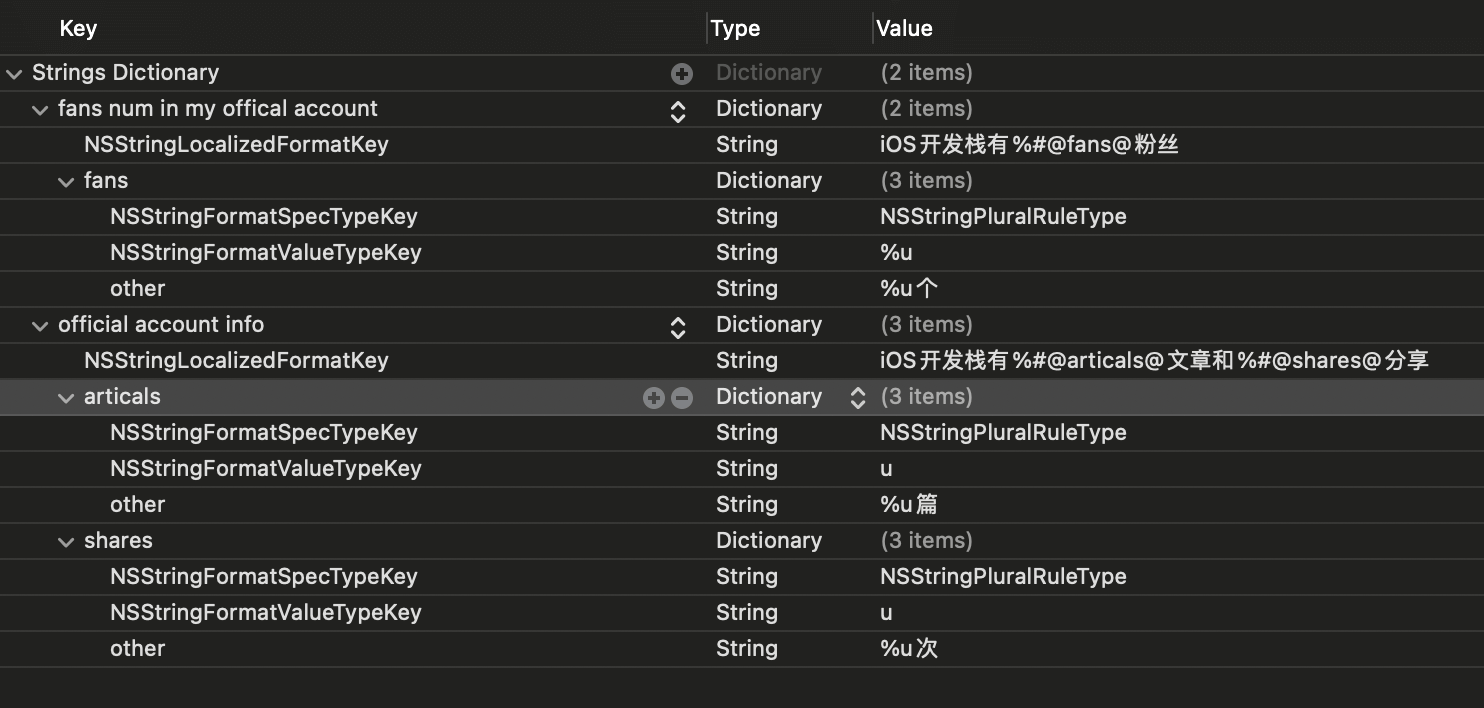 Key Type Value
Strings Dictionary Dictionary (2 items)
fans num in my offical account Dictionary (2 items)
NSStringLocalizedFormatKey String iOS开发栈有%#@fans@粉丝
fans Dictionary (3 items)
NSStringFormatSpecTypeKey String NSStringPluralRuleType
NSStringFormatValueTypeKey String %u
other String %u个
official account info Dictionary (3 items)
NSStringLocalizedFormatKey String iOS开发栈有%#@articals@文章和%#@shares@分享
articals Dictionary (3 items)
NSStringFormatSpecTypeKey String NSStringPluralRuleType
NSStringFormatValueTypeKey String u
other String %u篇
shares Dictionary (3 items)
NSStringFormatSpecTypeKey String NSStringPluralRuleType
NSStringFormatValueTypeKey String u
other String %u次